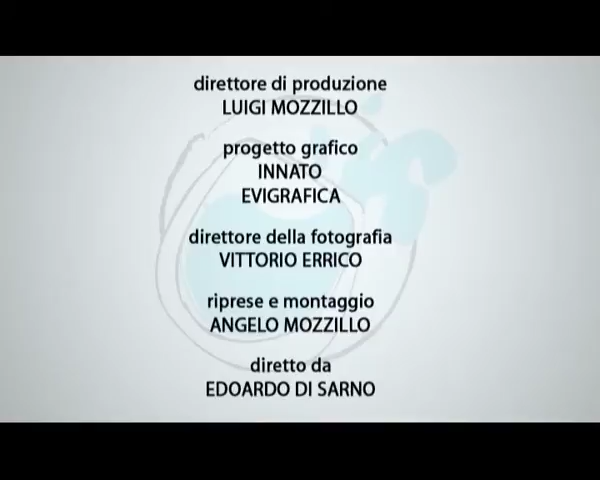 direttore di produzione
LUIGI MOZZILLO
progetto grafico
INNATO
EVIGRAFICA
direttore della fotografia
VITTORIO ERRICO
riprese e montaggio
ANGELO MOZZILLO
diretto da
EDOARDO DI SARNO